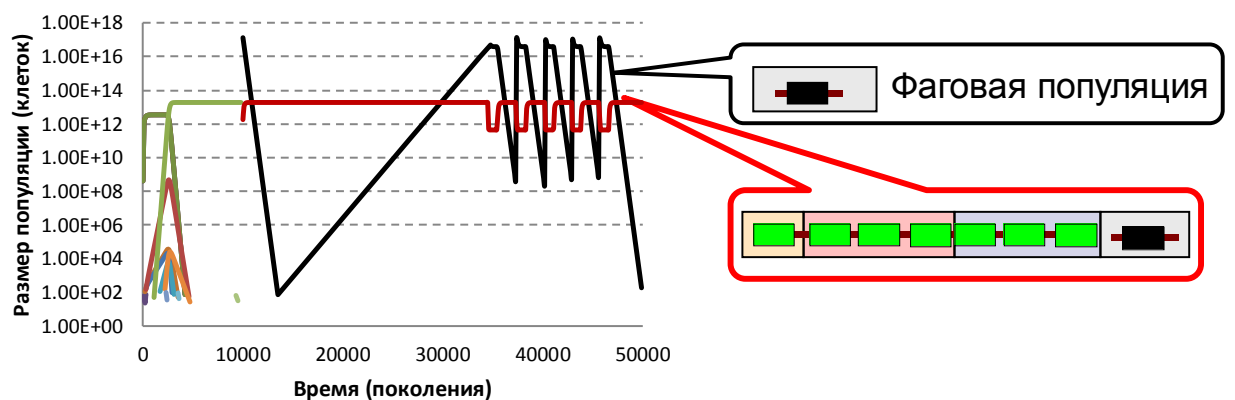 Размер популяции (клеток)
1.00E+18
1.00E+16
1.00E+14
1.00E+12
1.00E+10
1.00E+08
1.00E+06
1.00E+04
1.00E+02
1.00E+00
0 10000 20000 30000 40000 50000
Время (поколения)
Фаговая популяция